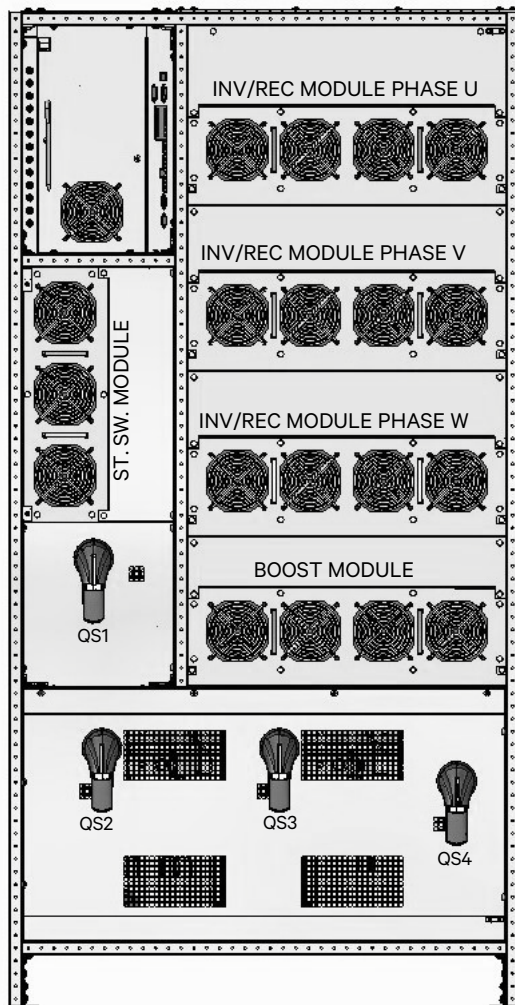 INV/REC MODULE PHASE U
INV/REC MODULE PHASE V
ST. SW. MODULE
INV/REC MODULE PHASE W
BOOST MODULE
QS1
QS2
QS3
QS4